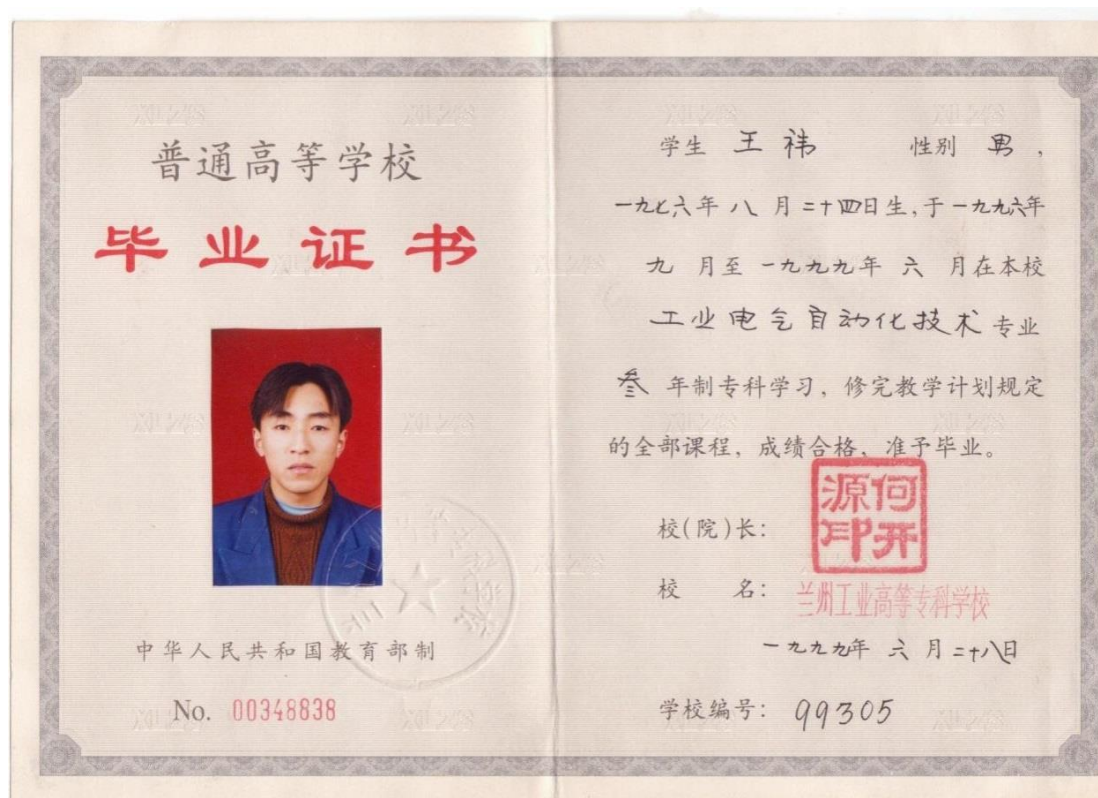 普通高等学校
毕业证书
中华人民共和国教育部制
No. 00348838
学生 王祎 性别 男，
一九七六年 八 月 二十四日生，于 一九九六年
九 月至 一九九九年 六 月在本校
工业电气自动化技术 专业
叁 年制专科学习，修完教学计划规定
的全部课程，成绩合格，准予毕业。
校(院)长：
何开源印
校 名：兰州工业高等专科学校
一九九九年 六 月 二十八日
学校编号：99305